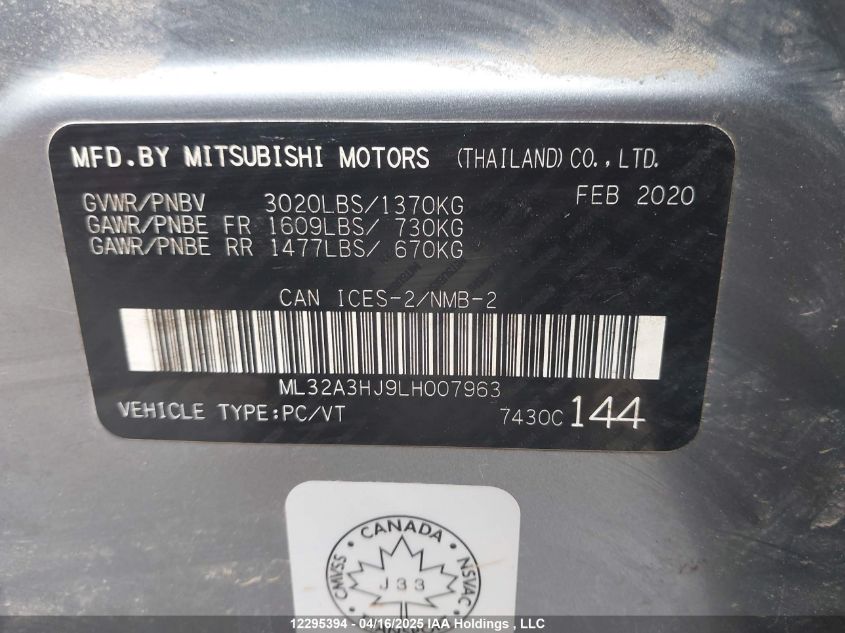 MFD.BY MITSUBISHI MOTORS (THAILAND) CO.,LTD.
FEB 2020
GVWR/PNBV 3020LBS/1370KG
GAWR/PNBE FR 1609LBS/ 730KG
GAWR/PNBE RR 1477LBS/ 670KG
CAN ICES-2/NMB-2
ML32A3HJ9LH007963
VEHICLE TYPE:PC/VT 7430C 144
CANADA
CMVSS • NSVAC
J33
12295394 - 04/16/2025 IAA Holdings , LLC